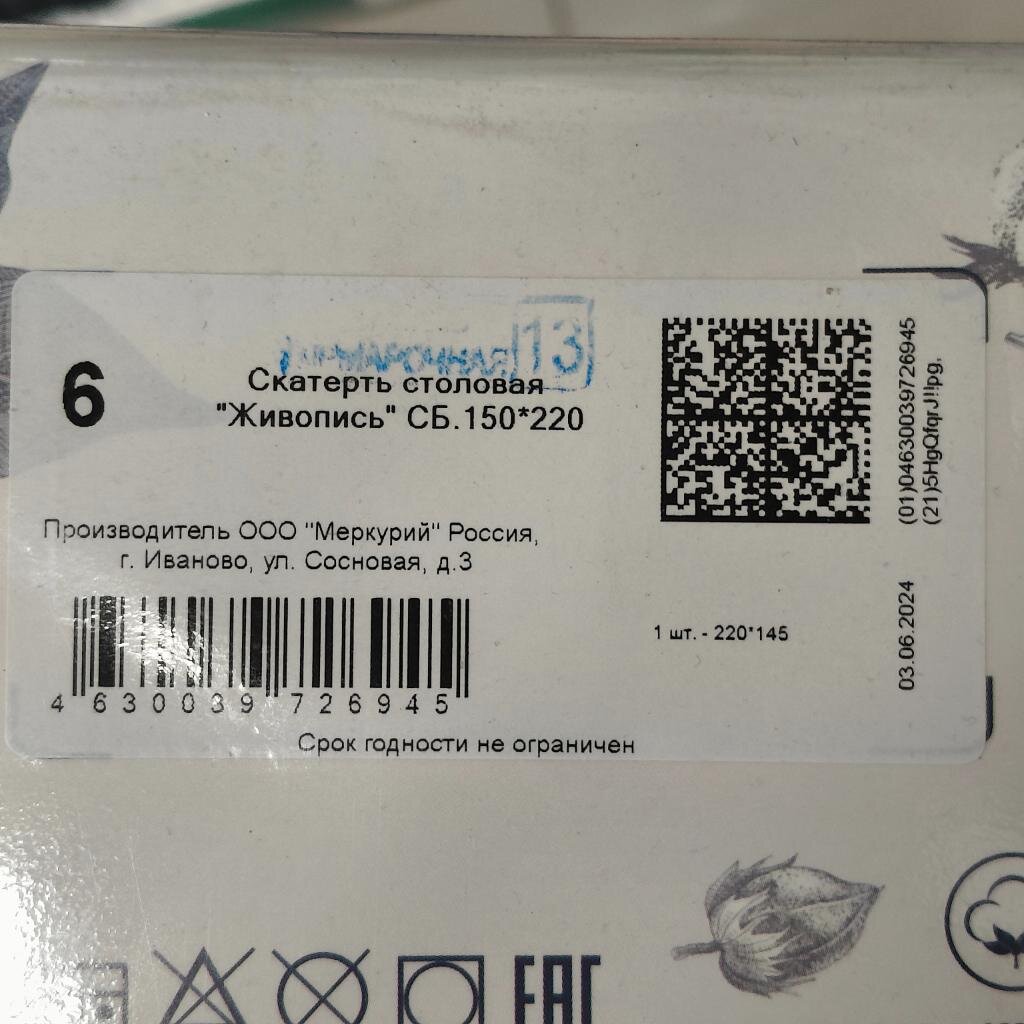 13
6
Скатерть столовая
"Живопись" СБ.150*220
Производитель ООО "Меркурий" Россия,
г. Иваново, ул. Сосновая, д.3
4 630039 726945
Срок годности не ограничен
1 шт. - 220*145
(01)04630039726945
(21)5HgQfqrJ!lpg,
03.06.2024
EAC